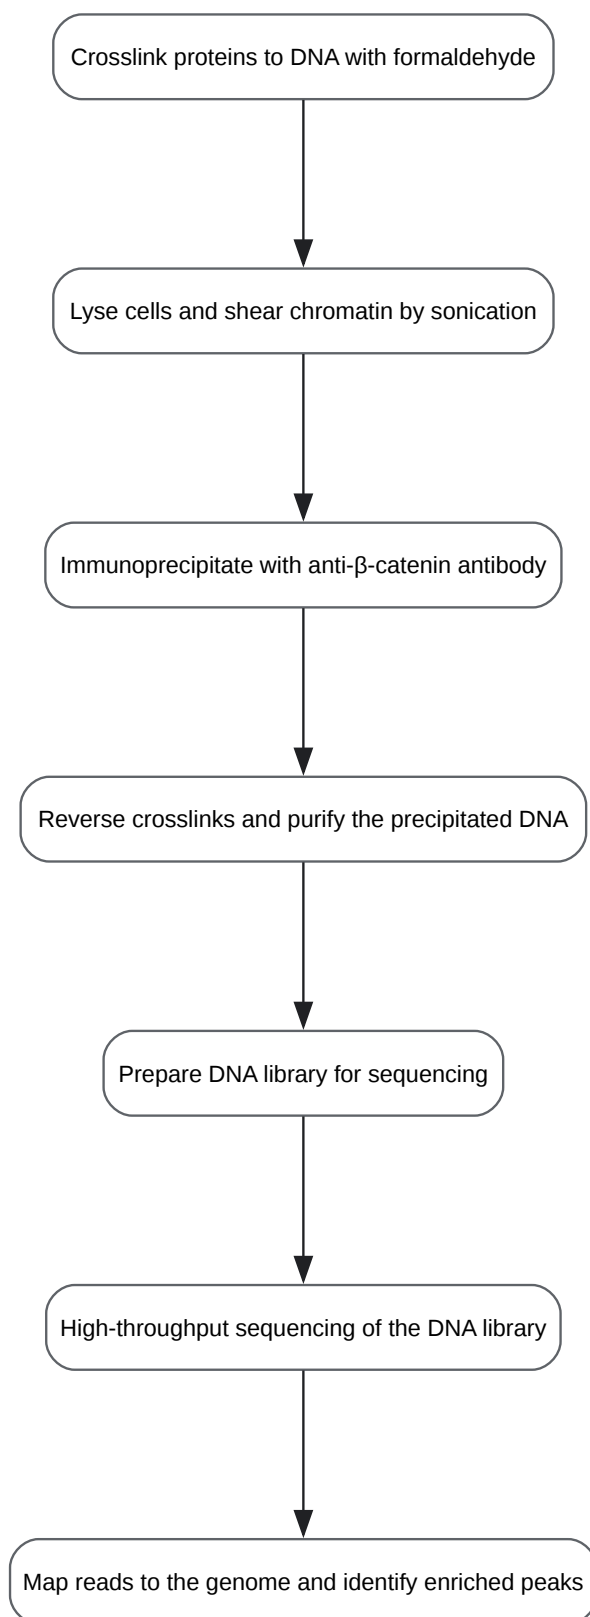 Crosslink proteins to DNA with formaldehyde
Lyse cells and shear chromatin by sonication
Immunoprecipitate with anti-β-catenin antibody
Reverse crosslinks and purify the precipitated DNA
Prepare DNA library for sequencing
High-throughput sequencing of the DNA library
Map reads to the genome and identify enriched peaks